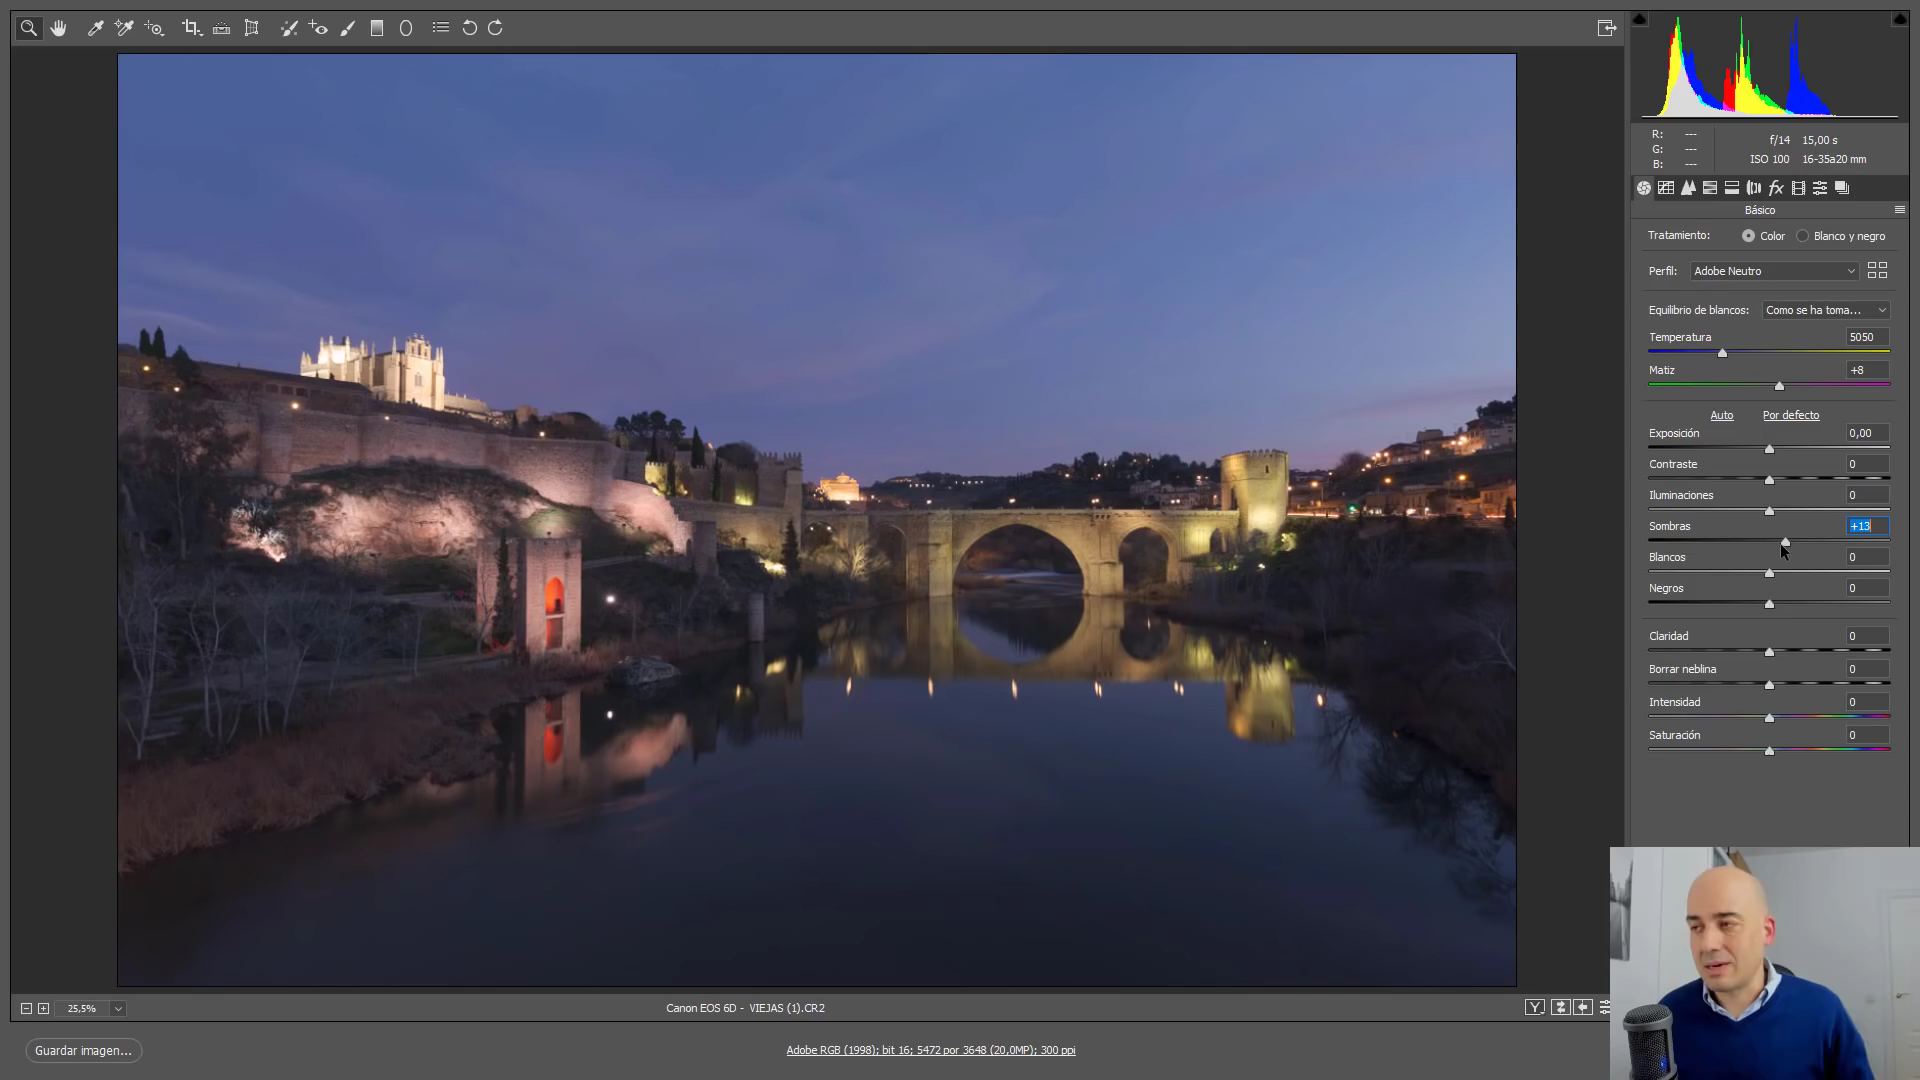 R: ---
G: ---
B: ---
f/14 15,00 s
ISO 100 16-35a20 mm
fx
Básico
Tratamiento: Color Blanco y negro
Perfil: Adobe Neutro
Equilibrio de blancos: Como se ha toma...
Temperatura 5050
Matiz +8
Auto Por defecto
Exposición 0,00
Contraste 0
Iluminaciones 0
Sombras +13
Blancos 0
Negros 0
Claridad 0
Borrar neblina 0
Intensidad 0
Saturación 0
25,5% Canon EOS 6D - VIEJAS (1).CR2 Y
Guardar imagen... Adobe RGB (1998); bit 16; 5472 por 3648 (20,0MP); 300 ppi